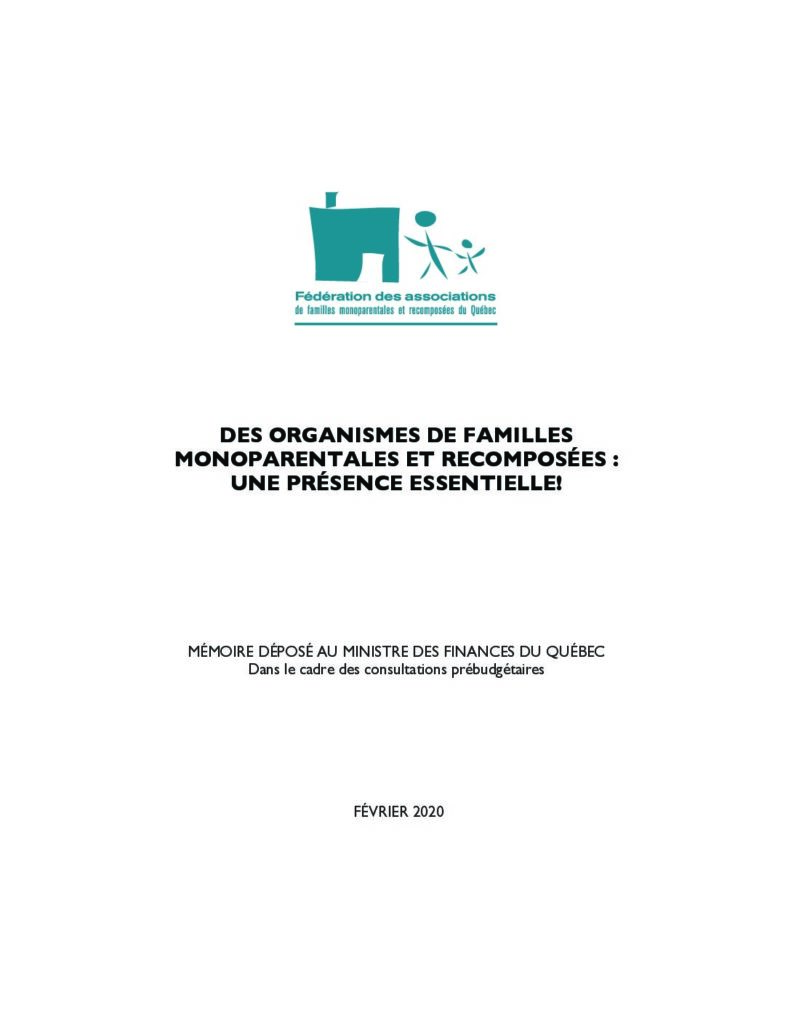 Fédération des associations
de familles monoparentales et recomposées du Québec
DES ORGANISMES DE FAMILLES
MONOPARENTALES ET RECOMPOSÉES :
UNE PRÉSENCE ESSENTIELLE!
MÉMOIRE DÉPOSÉ AU MINISTRE DES FINANCES DU QUÉBEC
Dans le cadre des consultations prébudgétaires
FÉVRIER 2020